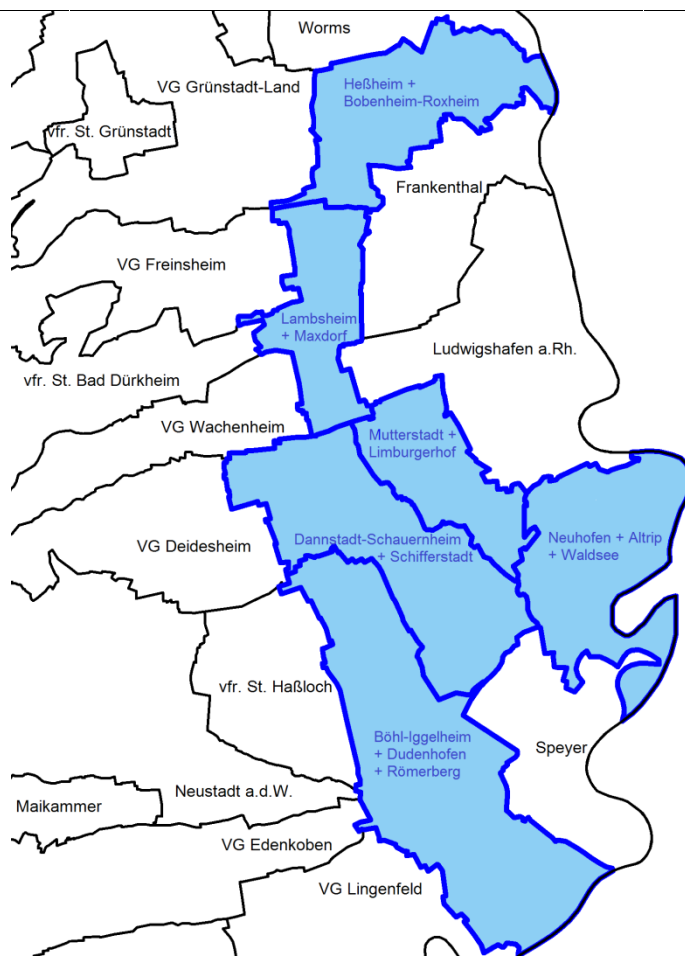 Worms
VG Grünstadt-Land
Heßheim +
Bobenheim-Roxheim
vfr. St. Grünstadt
Frankenthal
VG Freinsheim
Lambsheim
+ Maxdorf
Ludwigshafen a.Rh.
vfr. St. Bad Dürkheim
VG Wachenheim
Mutterstadt +
Limburgerhof
VG Deidesheim
Dannstadt-Schauernheim
+ Schifferstadt
Neuhofen + Altrip
+ Waldsee
vfr. St. Haßloch
Böhl-Iggelheim
+ Dudenhofen
+ Römerberg
Speyer
Neustadt a.d.W.
Maikammer
VG Edenkoben
VG Lingenfeld